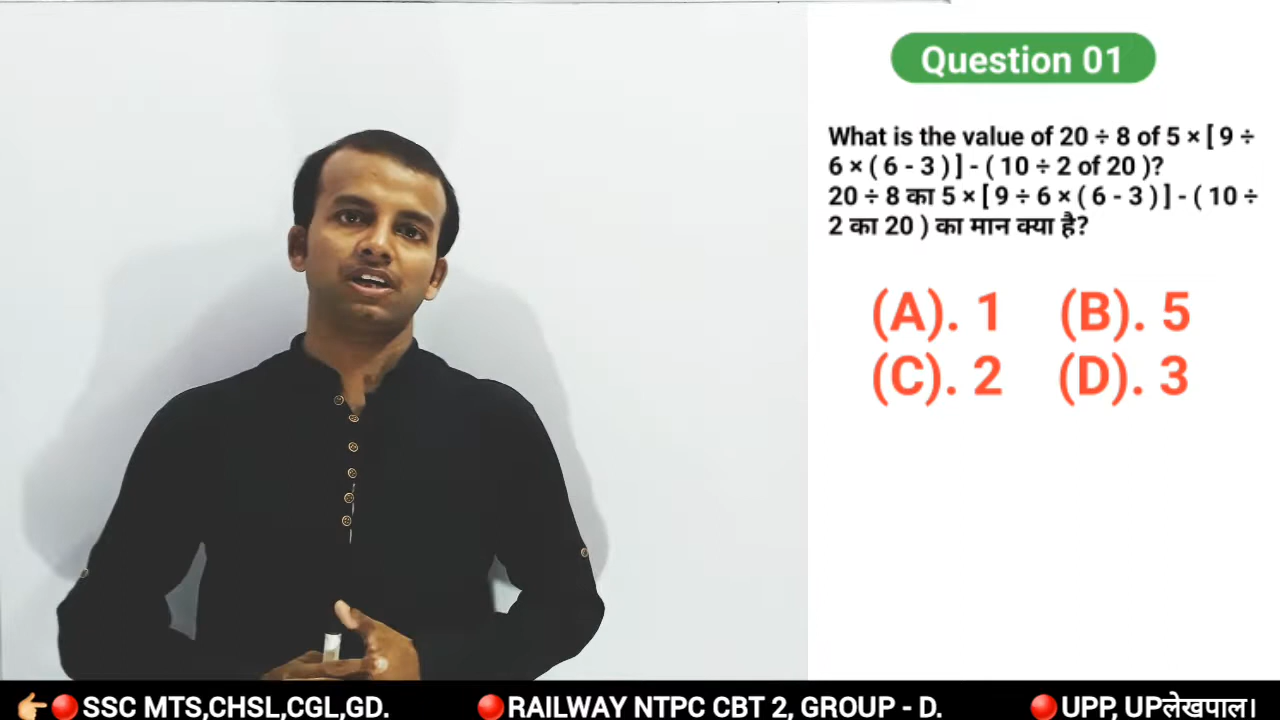 Question 01
What is the value of 20 ÷ 8 of 5 × [ 9 ÷
6 × ( 6 - 3 ) ] - ( 10 ÷ 2 of 20 )?
20 ÷ 8 का 5 × [ 9 ÷ 6 × ( 6 - 3 ) ] - ( 10 ÷
2 का 20 ) का मान क्या है?
(A). 1 (B). 5
(C). 2 (D). 3
SSC MTS,CHSL,CGL,GD. RAILWAY NTPC CBT 2, GROUP - D. UPP, UPलेखपाल।